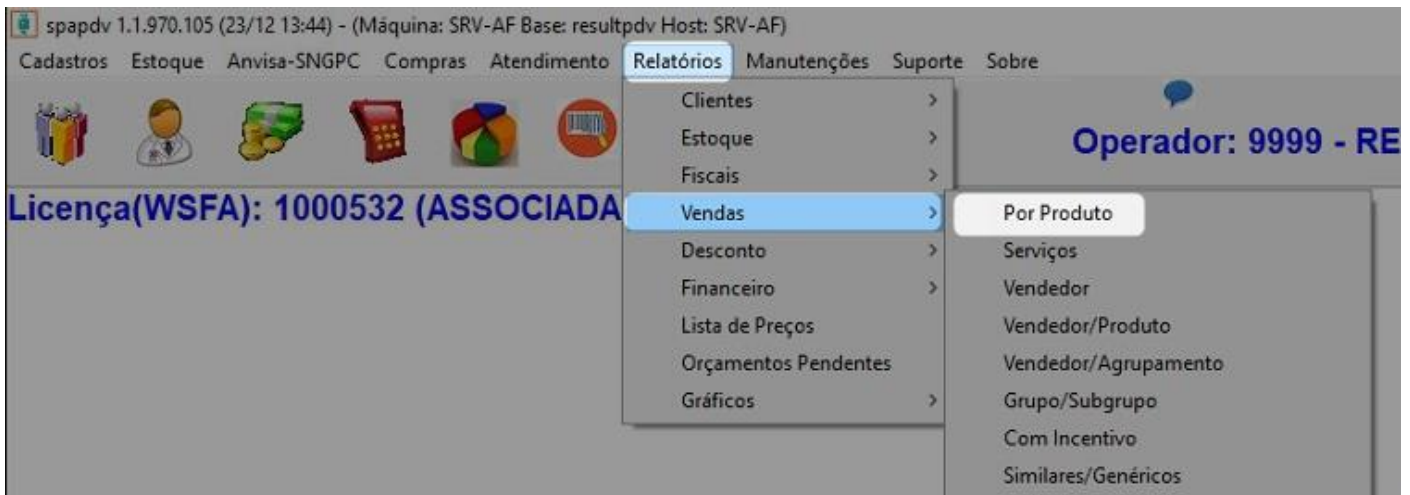 spapdv 1.1.970.105 (23/12 13:44) - (Máquina: SRV-AF Base: resultpdv Host: SRV-AF)
Cadastros Estoque Anvisa-SNGPC Compras Atendimento Relatórios Manutenções Suporte Sobre
Operador: 9999 - RE
Licença(WSFA): 1000532 (ASSOCIADA
Clientes >
Estoque >
Fiscais >
Vendas >
Desconto >
Financeiro >
Lista de Preços
Orçamentos Pendentes
Gráficos >
Por Produto
Serviços
Vendedor
Vendedor/Produto
Vendedor/Agrupamento
Grupo/Subgrupo
Com Incentivo
Similares/Genéricos